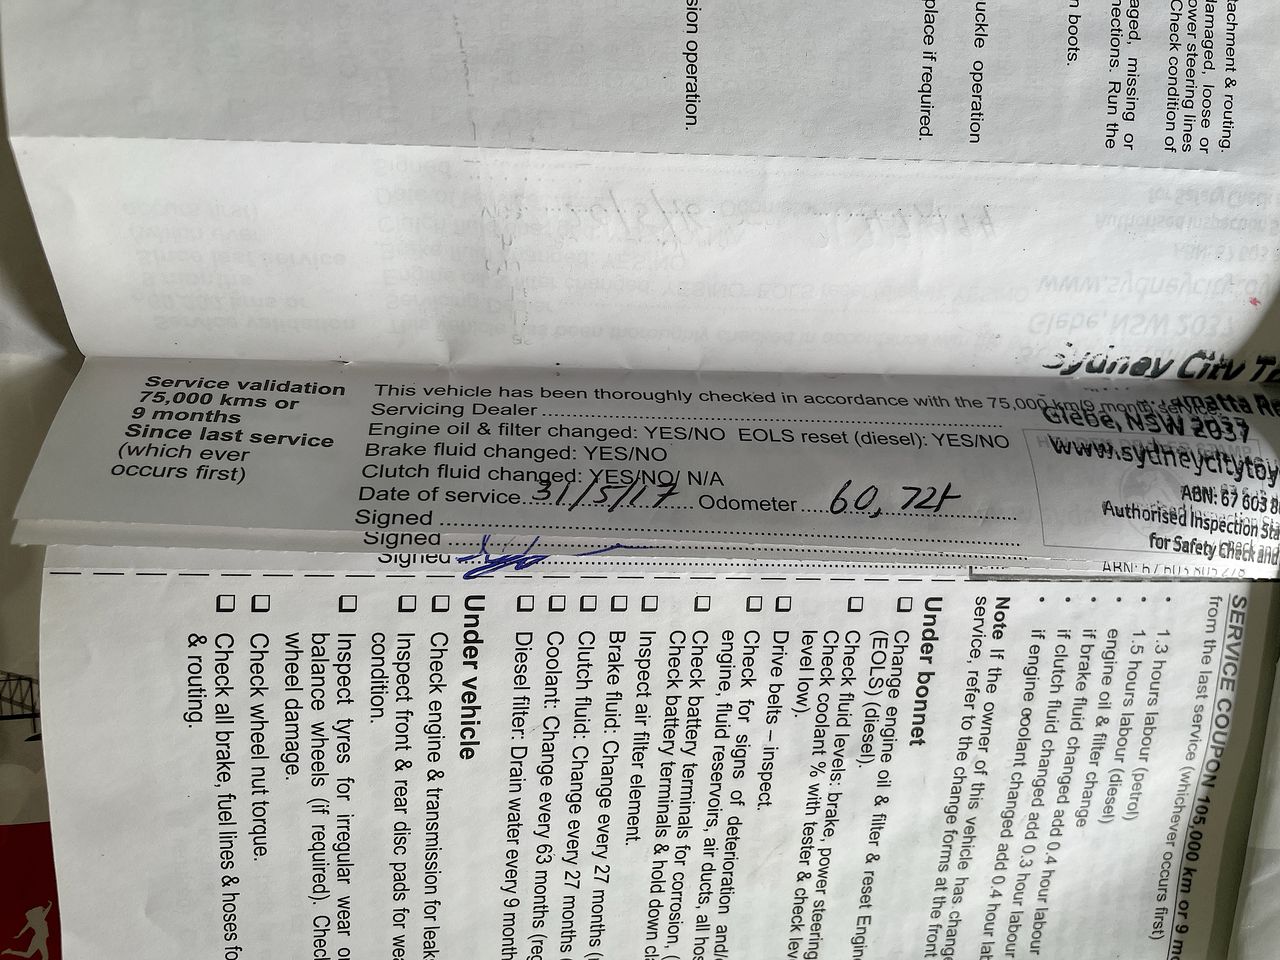 tachment & routing.
damaged, loose or
ower steering lines
Check condition of
aged, missing or
nections. Run the
n boots.
uckle operation
place if required.
sion operation.
Sydney City To
Service validation
75,000 kms or
9 months
Since last service
(which ever
occurs first)
This vehicle has been thoroughly checked in accordance with the 75,000 km/9 month service
Servicing Dealer
Engine oil & filter changed: YES/NO EOLS reset (diesel): YES/NO
Brake fluid changed: YES/NO
Clutch fluid changed: YES/NO/ N/A
Date of service 31/5/17 Odometer 60,72
Signed
Signed
Signed
amatta R
Glebe, NSW 2037
www.sydneycitytoy
ABN: 67 603 8
Authorised Inspection Sta
for Safety Check and
SERVICE COUPON 105,000 km or 9 m
from the last service (whichever occurs first)
• 1.3 hours labour (petrol)
• 1.5 hours labour (diesel)
• engine oil & filter change
• if brake fluid changed add 0.4 hour labour
• if clutch fluid changed add 0.3 hour labour
• if engine coolant changed add 0.4 hour lab
Note If the owner of this vehicle has change
service, refer to the change forms at the front
Under bonnet
☐ Change engine oil & filter & reset Engin
(EOLS) (diesel).
☐ Check fluid levels: brake, power steering
Check coolant % with tester & check lev
level low).
☐ Drive belts – inspect.
☐ Check for signs of deterioration and/
engine, fluid reservoirs, air ducts, all hos
☐ Check battery terminals for corrosion, (
Check battery terminals & hold down cl
☐ Inspect air filter element.
☐ Brake fluid: Change every 27 months (
☐ Clutch fluid: Change every 27 months (
☐ Coolant: Change every 63 months (reg
☐ Diesel filter: Drain water every 9 month
Under vehicle
☐ Check engine & transmission for leak
☐ Inspect front & rear disc pads for wea
condition.
☐ Inspect tyres for irregular wear o
balance wheels (if required). Chec
wheel damage.
☐ Check wheel nut torque.
☐ Check all brake, fuel lines & hoses fo
& routing.